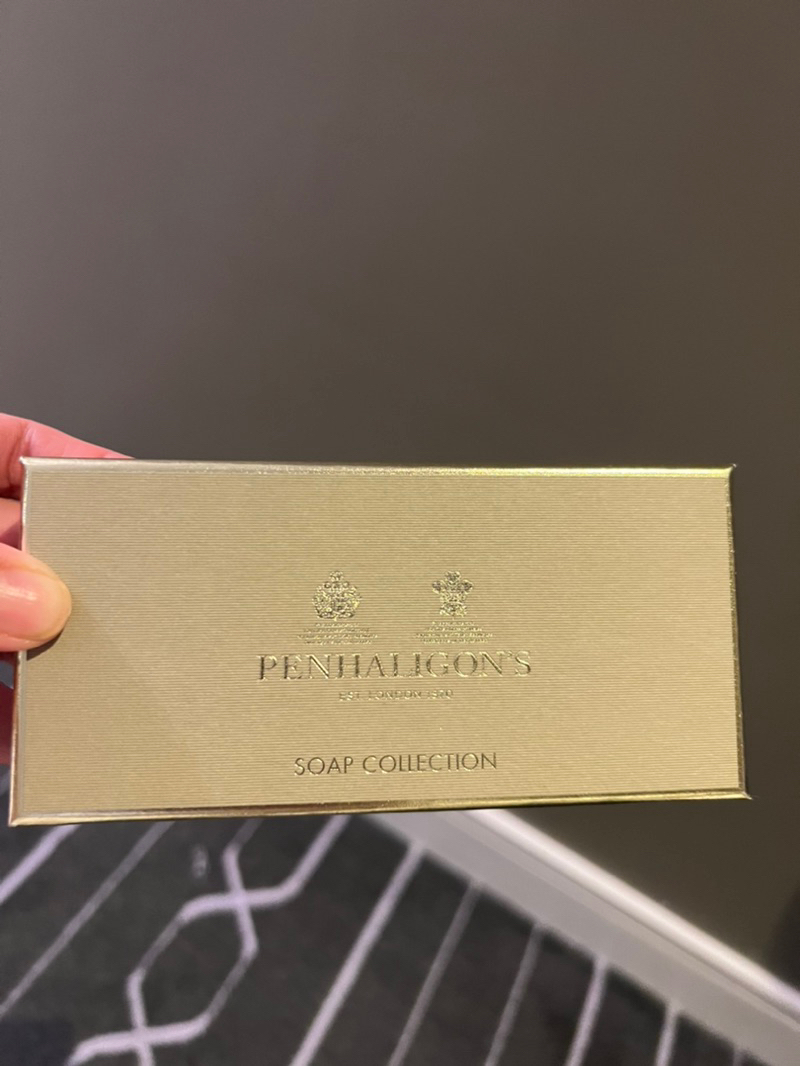 PENHALIGON'S
EST. LONDON 1870
SOAP COLLECTION